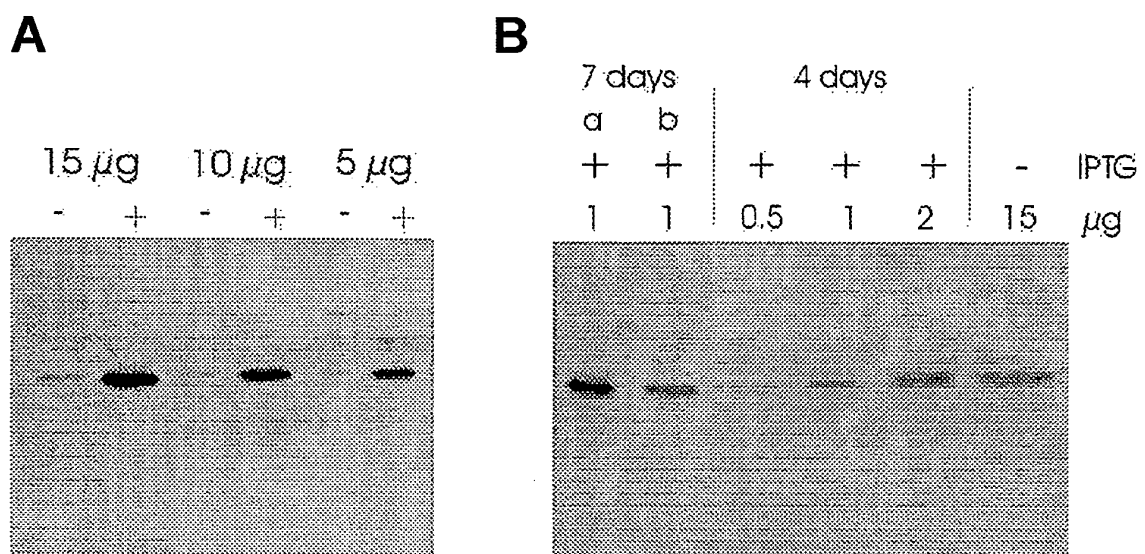 A
15 µg 10 µg 5 µg
- + - + - +
B
7 days 4 days
a b
+ + + + + - IPTG
1 1 0.5 1 2 15 µg